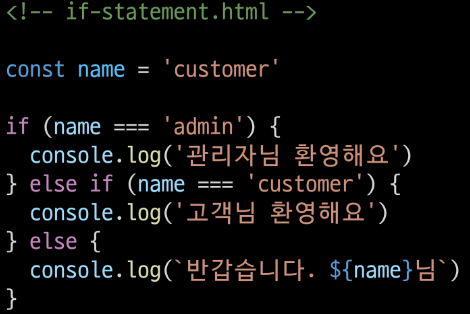 <!-- if-statement.html -->

const name = 'customer'

if (name === 'admin') {
  console.log('관리자님 환영해요')
} else if (name === 'customer') {
  console.log('고객님 환영해요')
} else {
  console.log(`반갑습니다. ${name}님`)
}